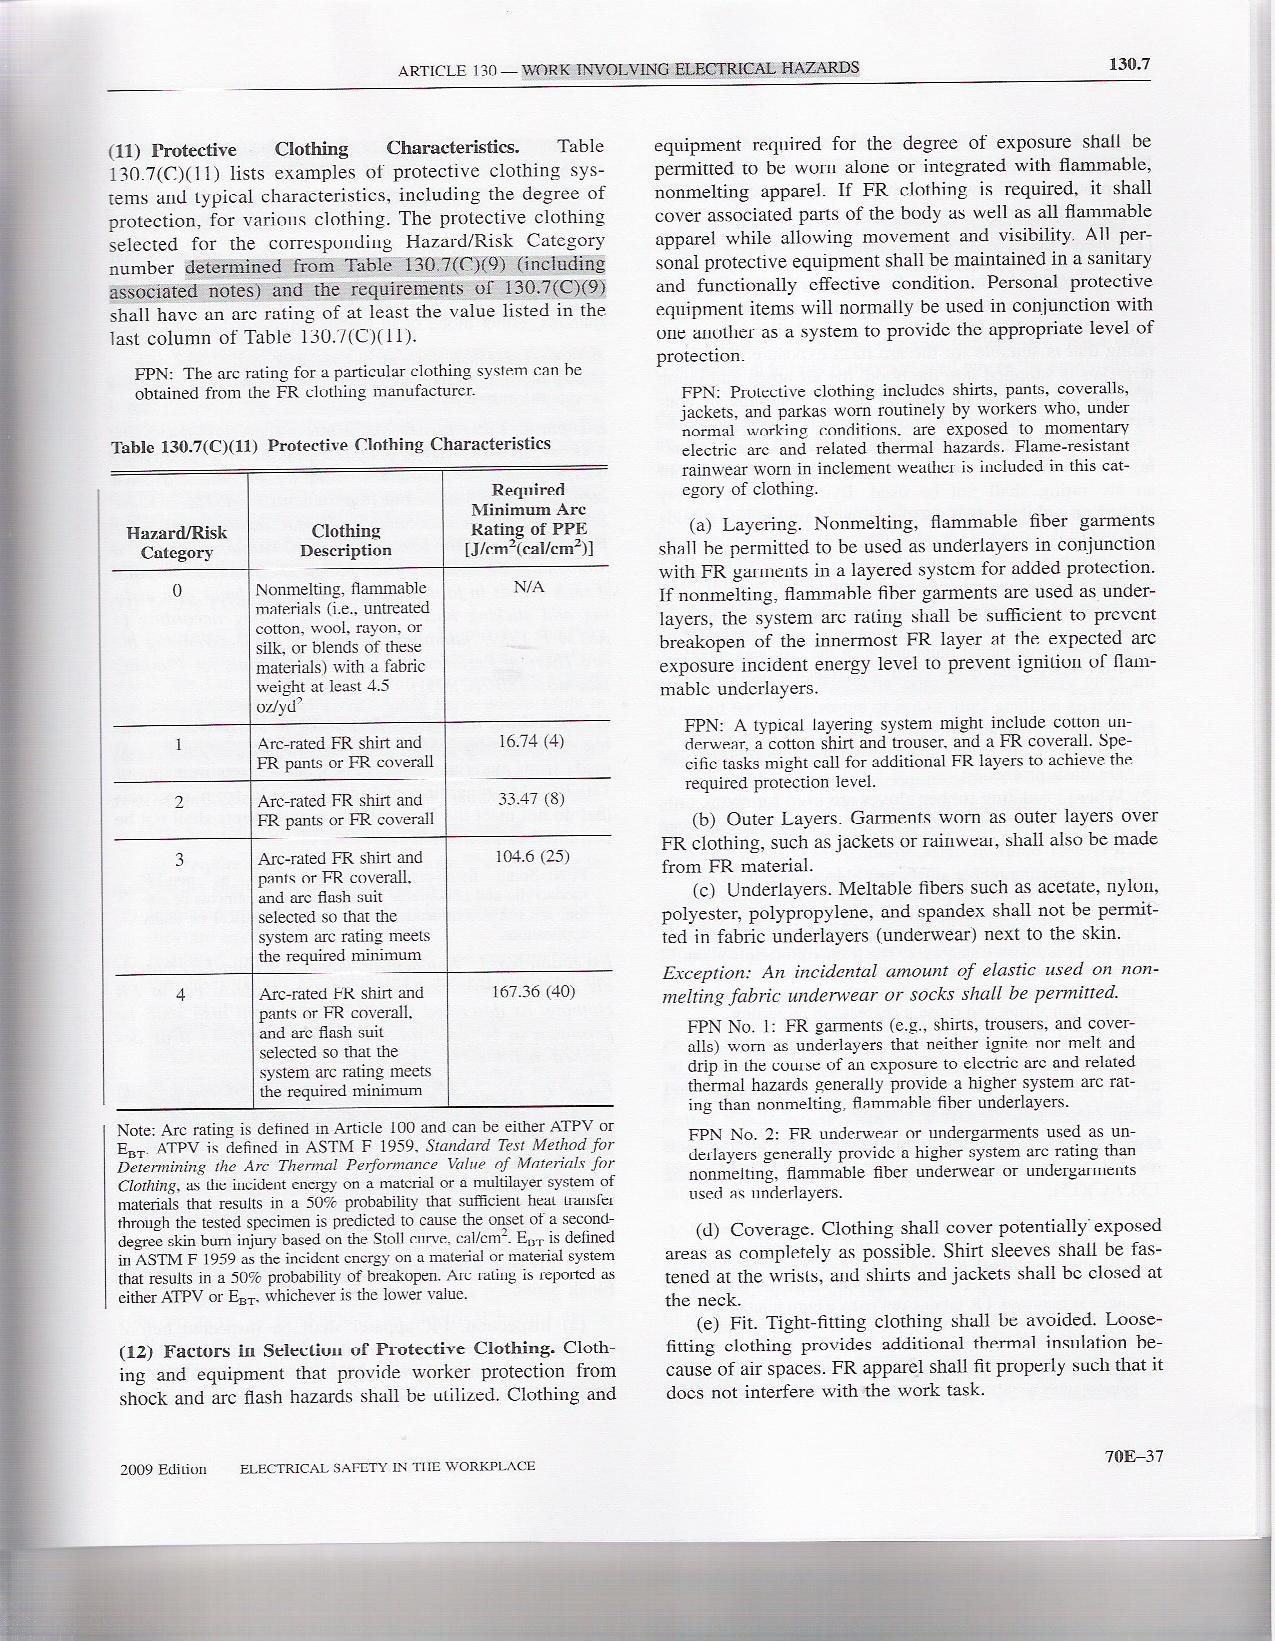 ARTICLE 130 — WORK INVOLVING ELECTRICAL HAZARDS
130.7
(11) Protective Clothing Characteristics. Table
130.7(C)(11) lists examples of protective clothing sys-
tems and typical characteristics, including the degree of
protection, for various clothing. The protective clothing
selected for the corresponding Hazard/Risk Category
number determined from Table 130.7(C)(9) (including
associated notes) and the requirements of 130.7(C)(9)
shall have an arc rating of at least the value listed in the
last column of Table 130.7(C)(11).
FPN: The arc rating for a particular clothing system can be
obtained from the FR clothing manufacturer.
Table 130.7(C)(11) Protective Clothing Characteristics
Hazard/Risk
Category
Clothing
Description
Required
Minimum Arc
Rating of PPE
[J/cm²(cal/cm²)]
0
Nonmelting, flammable
materials (i.e., untreated
cotton, wool, rayon, or
silk, or blends of these
materials) with a fabric
weight at least 4.5
oz/yd²
N/A
1
Arc-rated FR shirt and
FR pants or FR coverall
16.74 (4)
2
Arc-rated FR shirt and
FR pants or FR coverall
33.47 (8)
3
Arc-rated FR shirt and
pants or FR coverall,
and arc flash suit
selected so that the
system arc rating meets
the required minimum
104.6 (25)
4
Arc-rated FR shirt and
pants or FR coverall,
and arc flash suit
selected so that the
system arc rating meets
the required minimum
167.36 (40)
Note: Arc rating is defined in Article 100 and can be either ATPV or
EBT. ATPV is defined in ASTM F 1959, Standard Test Method for
Determining the Arc Thermal Performance Value of Materials for
Clothing, as the incident energy on a material or a multilayer system of
materials that results in a 50% probability that sufficient heat transfer
through the tested specimen is predicted to cause the onset of a second-
degree skin burn injury based on the Stoll curve, cal/cm². EBT is defined
in ASTM F 1959 as the incident energy on a material or material system
that results in a 50% probability of breakopen. Arc rating is reported as
either ATPV or EBT, whichever is the lower value.
(12) Factors in Selection of Protective Clothing. Cloth-
ing and equipment that provide worker protection from
shock and arc flash hazards shall be utilized. Clothing and
equipment required for the degree of exposure shall be
permitted to be worn alone or integrated with flammable,
nonmelting apparel. If FR clothing is required, it shall
cover associated parts of the body as well as all flammable
apparel while allowing movement and visibility. All per-
sonal protective equipment shall be maintained in a sanitary
and functionally effective condition. Personal protective
equipment items will normally be used in conjunction with
one another as a system to provide the appropriate level of
protection.
FPN: Protective clothing includes shirts, pants, coveralls,
jackets, and parkas worn routinely by workers who, under
normal working conditions, are exposed to momentary
electric arc and related thermal hazards. Flame-resistant
rainwear worn in inclement weather is included in this cat-
egory of clothing.
(a) Layering. Nonmelting, flammable fiber garments
shall be permitted to be used as underlayers in conjunction
with FR garments in a layered system for added protection.
If nonmelting, flammable fiber garments are used as under-
layers, the system arc rating shall be sufficient to prevent
breakopen of the innermost FR layer at the expected arc
exposure incident energy level to prevent ignition of flam-
mable underlayers.
FPN: A typical layering system might include cotton un-
derwear, a cotton shirt and trouser, and a FR coverall. Spe-
cific tasks might call for additional FR layers to achieve the
required protection level.
(b) Outer Layers. Garments worn as outer layers over
FR clothing, such as jackets or rainwear, shall also be made
from FR material.
(c) Underlayers. Meltable fibers such as acetate, nylon,
polyester, polypropylene, and spandex shall not be permit-
ted in fabric underlayers (underwear) next to the skin.
Exception: An incidental amount of elastic used on non-
melting fabric underwear or socks shall be permitted.
FPN No. 1: FR garments (e.g., shirts, trousers, and cover-
alls) worn as underlayers that neither ignite nor melt and
drip in the course of an exposure to electric arc and related
thermal hazards generally provide a higher system arc rat-
ing than nonmelting, flammable fiber underlayers.
FPN No. 2: FR underwear or undergarments used as un-
derlayers generally provide a higher system arc rating than
nonmelting, flammable fiber underwear or undergarments
used as underlayers.
(d) Coverage. Clothing shall cover potentially exposed
areas as completely as possible. Shirt sleeves shall be fas-
tened at the wrists, and shirts and jackets shall be closed at
the neck.
(e) Fit. Tight-fitting clothing shall be avoided. Loose-
fitting clothing provides additional thermal insulation be-
cause of air spaces. FR apparel shall fit properly such that it
does not interfere with the work task.
2009 Edition ELECTRICAL SAFETY IN THE WORKPLACE
70E–37